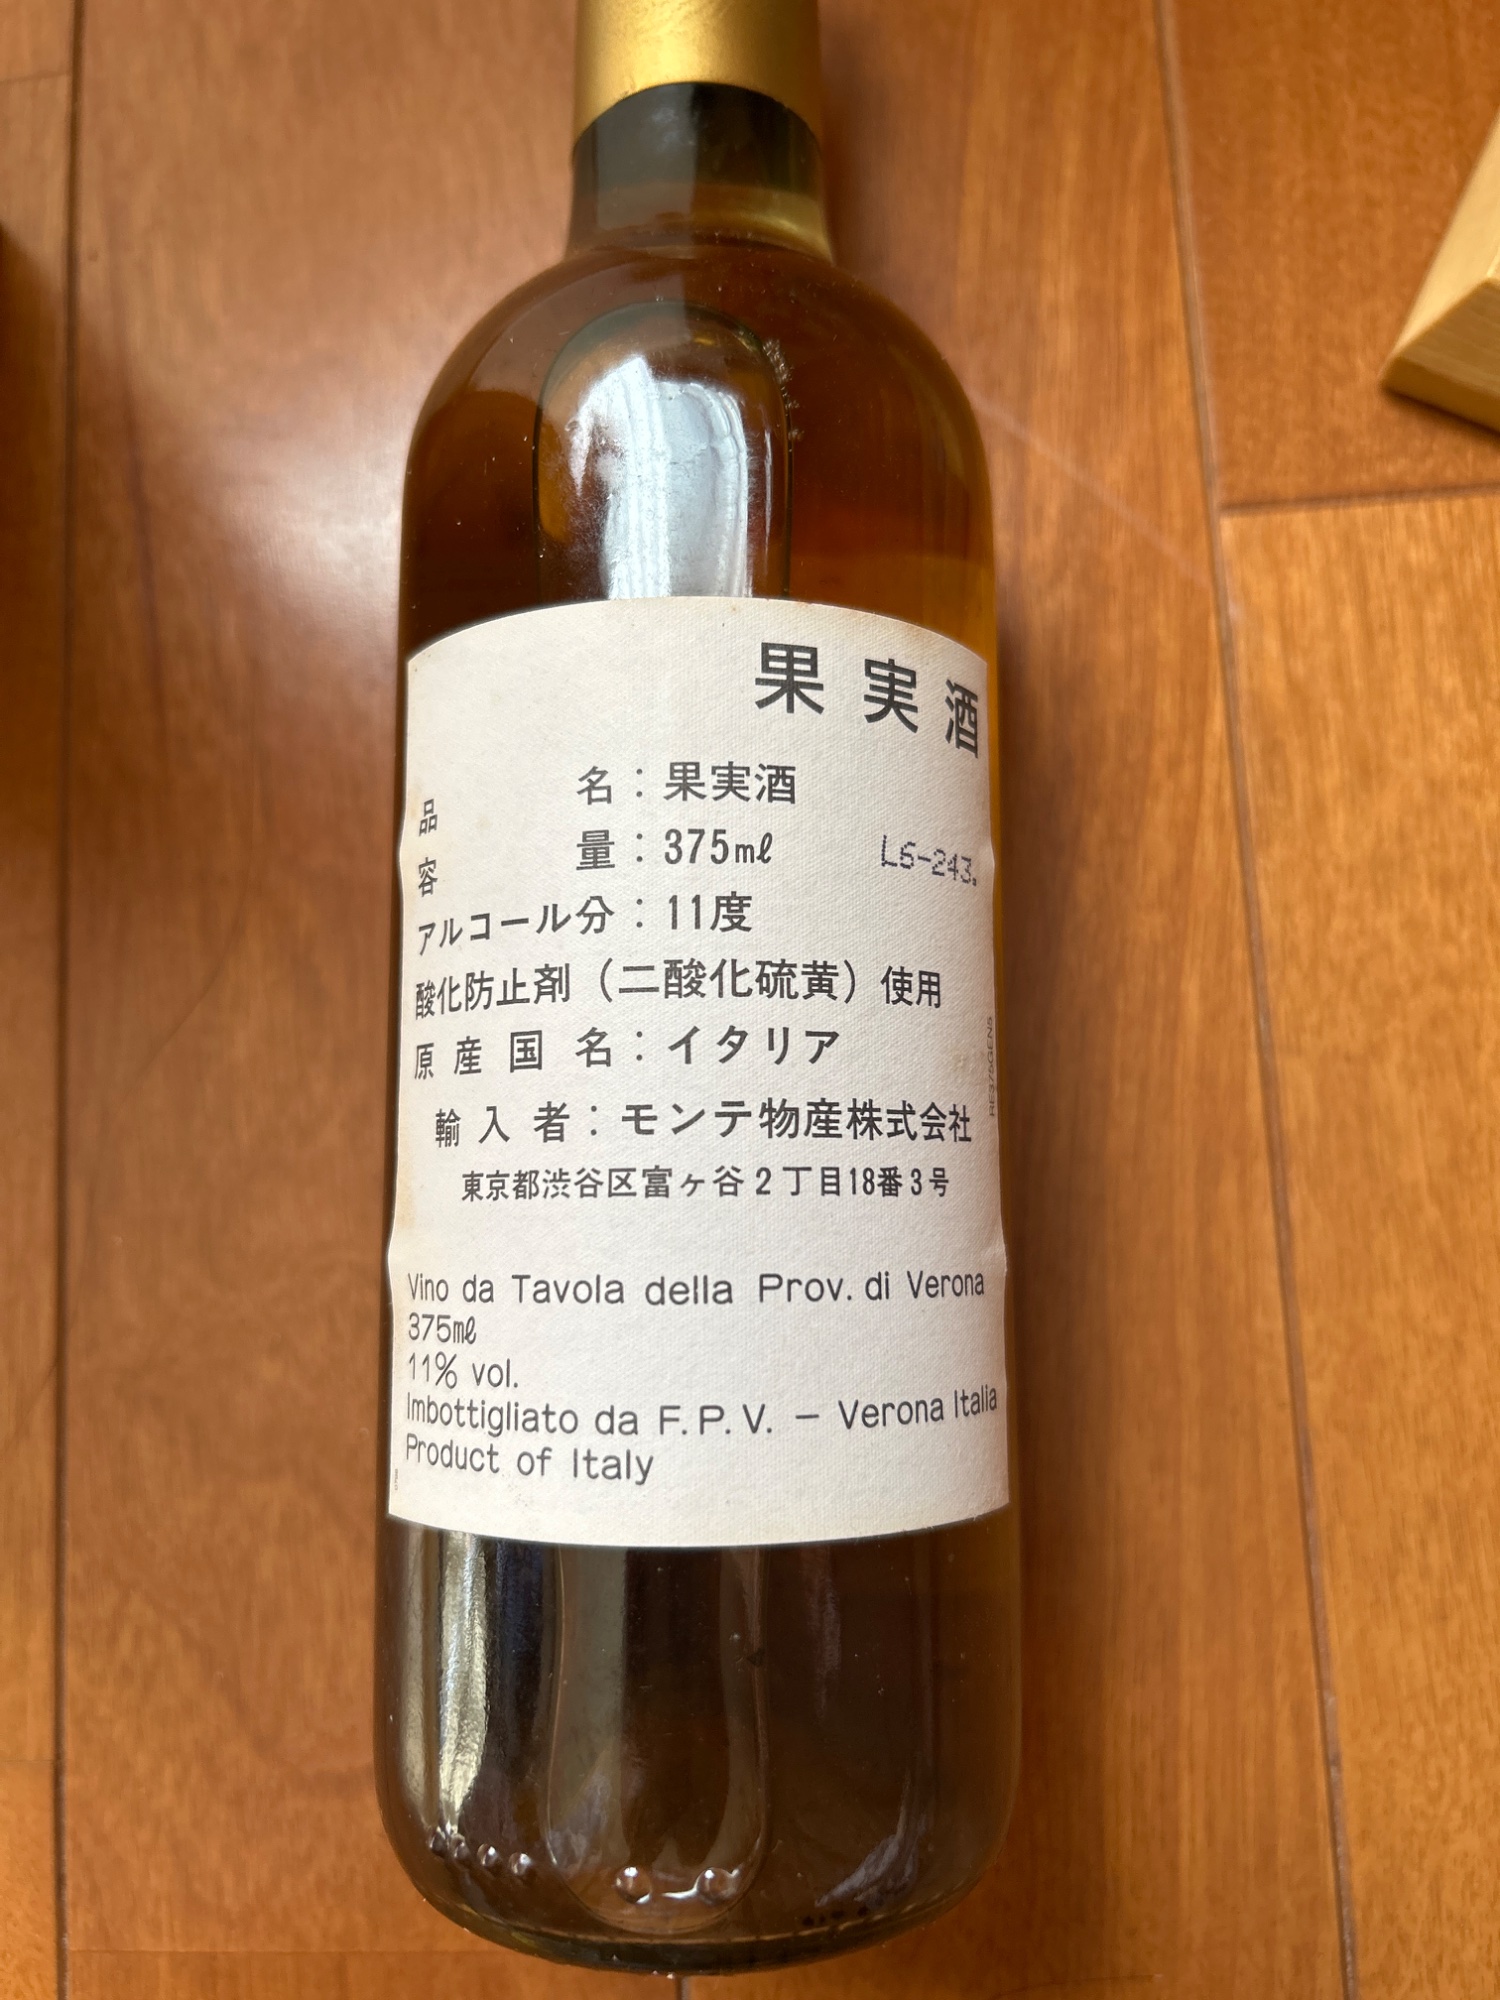 果実酒
品名：果実酒
容量：375mℓ
L6-243.
アルコール分：11度
酸化防止剤（二酸化硫黄）使用
原産国名：イタリア
輸入者：モンテ物産株式会社
東京都渋谷区富ヶ谷2丁目18番3号
Vino da Tavola della Prov. di Verona
375mℓ
11% vol.
Imbottigliato da F.P.V. – Verona Italia
Product of Italy